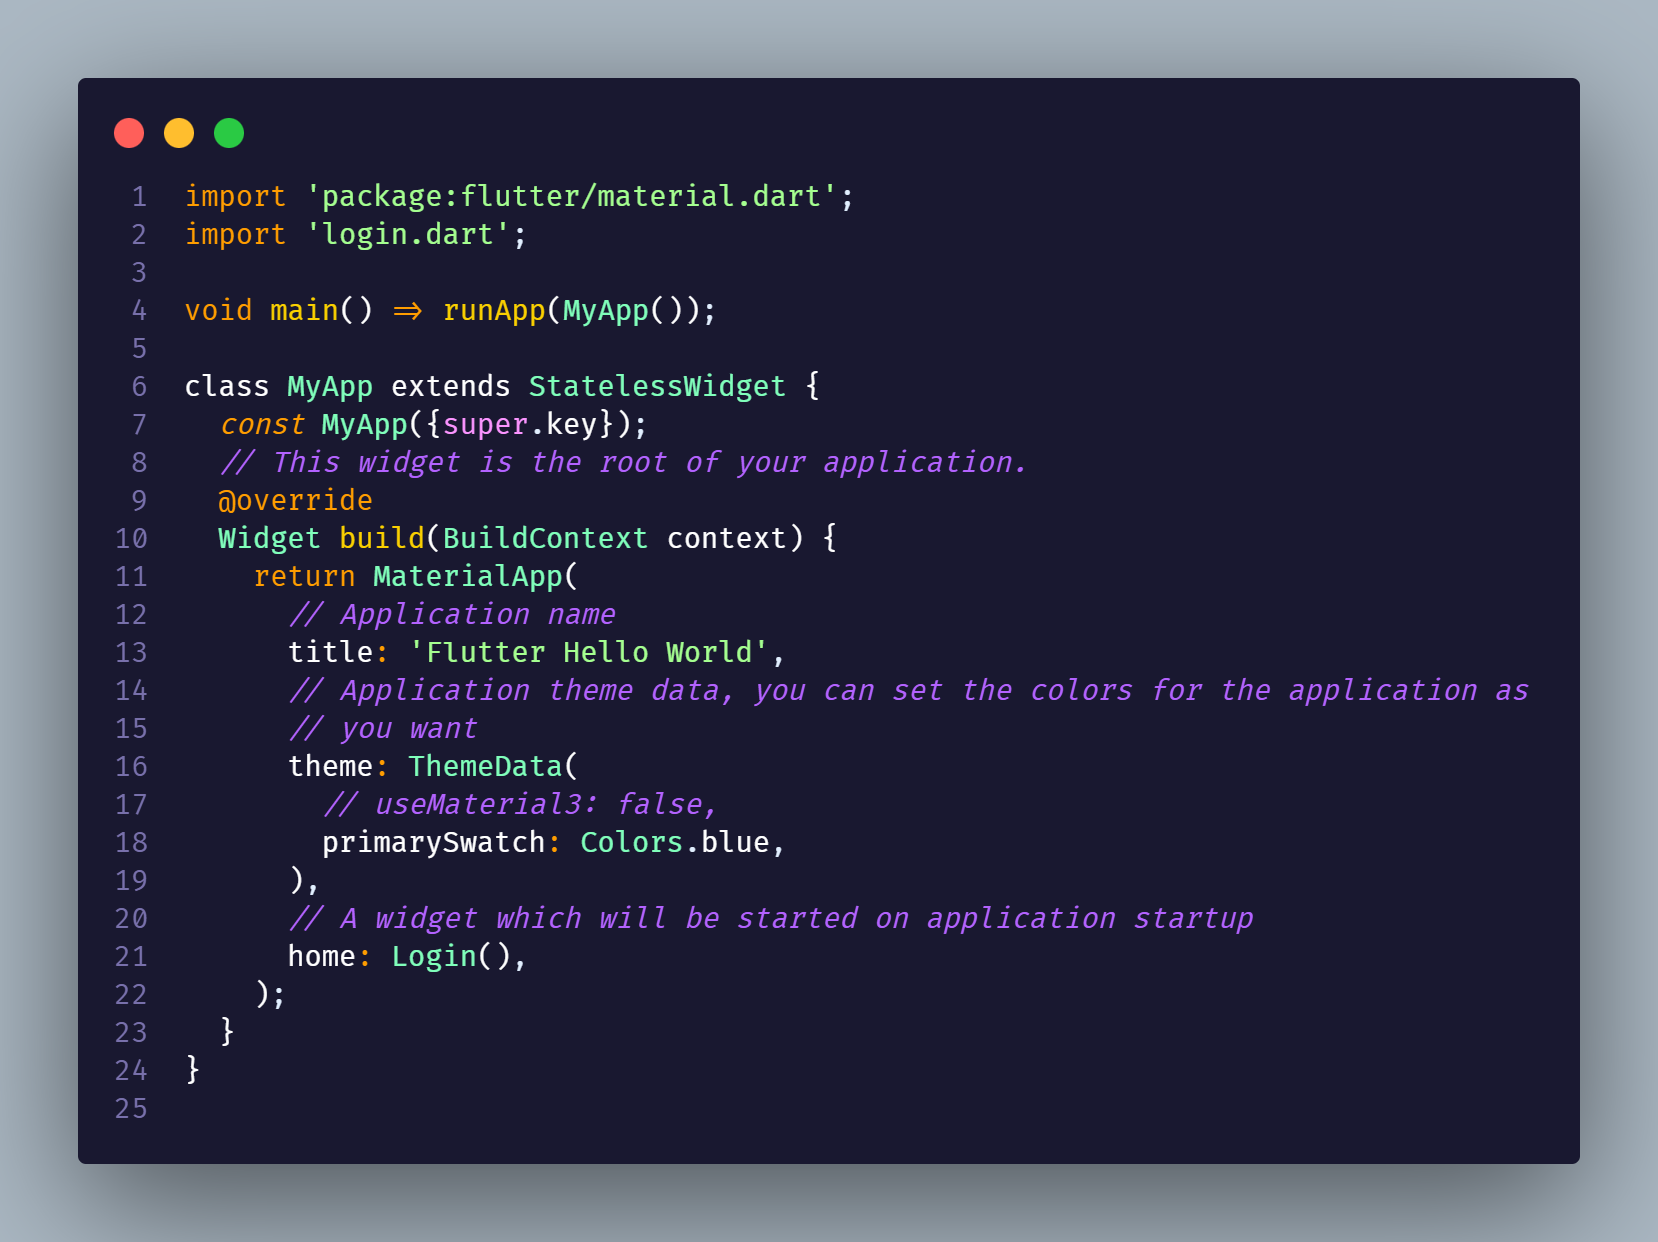 1 import 'package:flutter/material.dart';
2 import 'login.dart';
3
4 void main() => runApp(MyApp());
5
6 class MyApp extends StatelessWidget {
7   const MyApp({super.key});
8   // This widget is the root of your application.
9   @override
10   Widget build(BuildContext context) {
11     return MaterialApp(
12       // Application name
13       title: 'Flutter Hello World',
14       // Application theme data, you can set the colors for the application as
15       // you want
16       theme: ThemeData(
17         // useMaterial3: false,
18         primarySwatch: Colors.blue,
19       ),
20       // A widget which will be started on application startup
21       home: Login(),
22     );
23   }
24 }
25